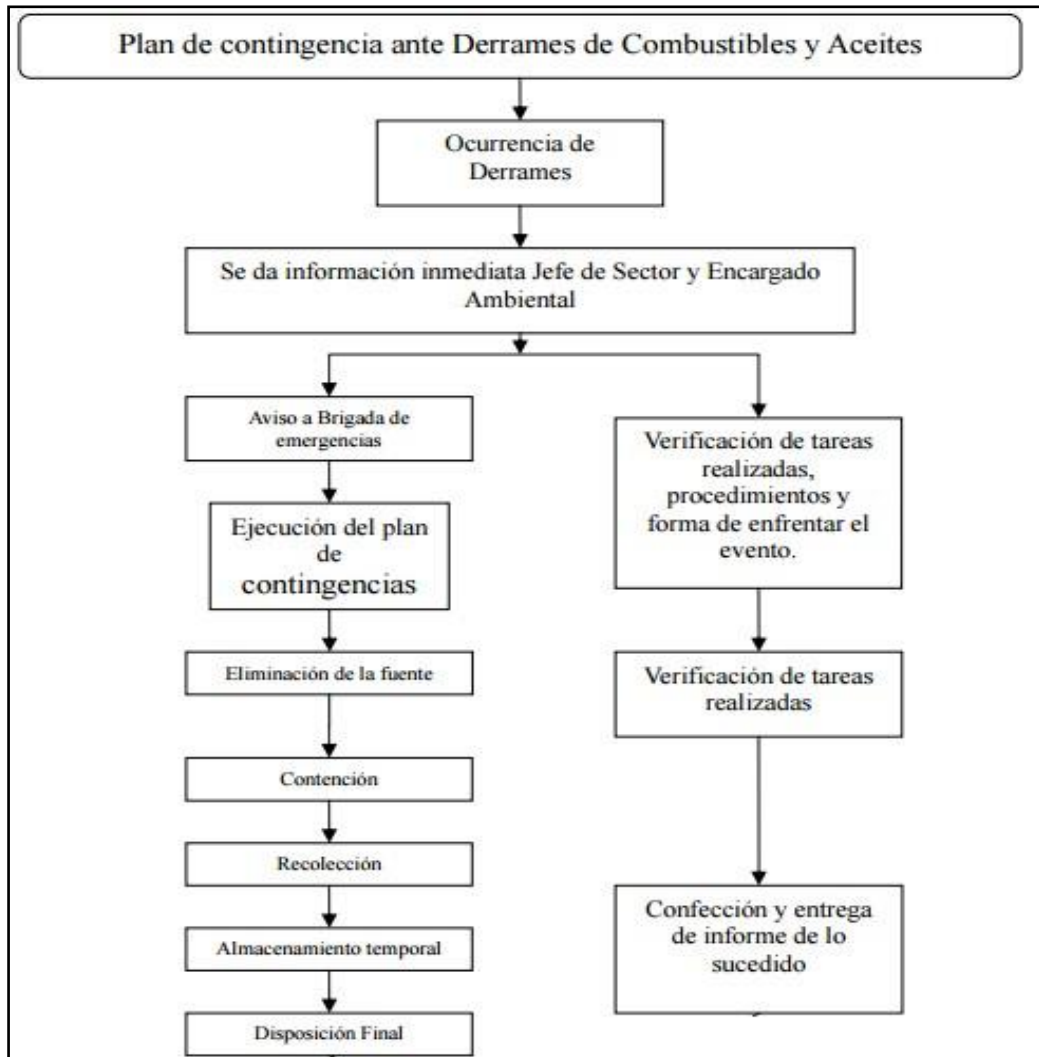 Plan de contingencia ante Derrames de Combustibles y Aceites
Ocurrencia de
Derrames
Se da información inmediata Jefe de Sector y Encargado
Ambiental
Aviso a Brigada de
emergencias
Ejecución del plan
de
contingencias
Eliminación de la fuente
Contención
Recolección
Almacenamiento temporal
Disposición Final
Verificación de tareas
realizadas,
procedimientos y
forma de enfrentar el
evento.
Verificación de tareas
realizadas
Confección y entrega
de informe de lo
sucedido